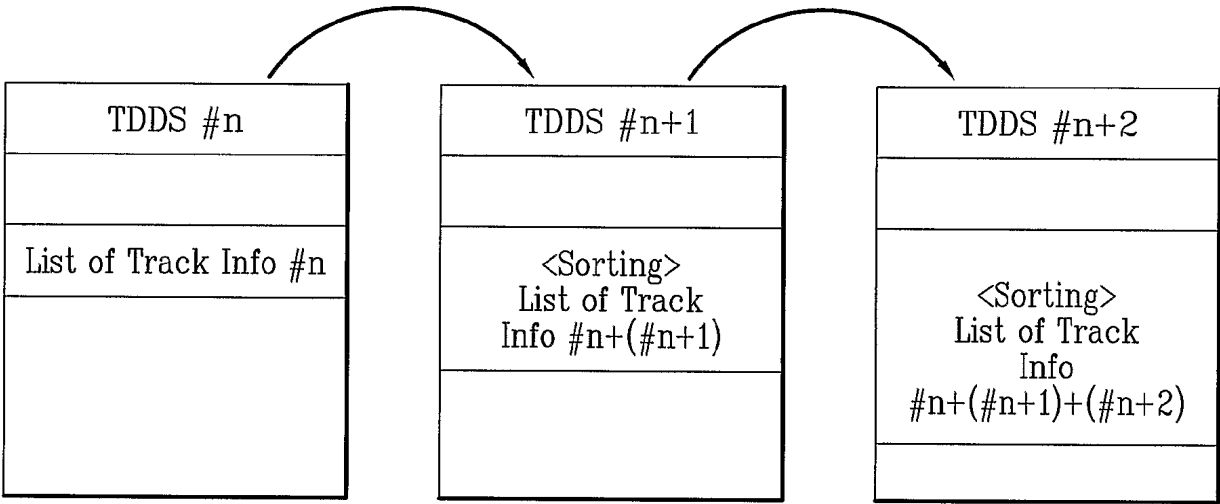 TDDS #n
List of Track Info #n
TDDS #n+1
<Sorting>
List of Track
Info #n+(#n+1)
TDDS #n+2
<Sorting>
List of Track
Info
#n+(#n+1)+(#n+2)